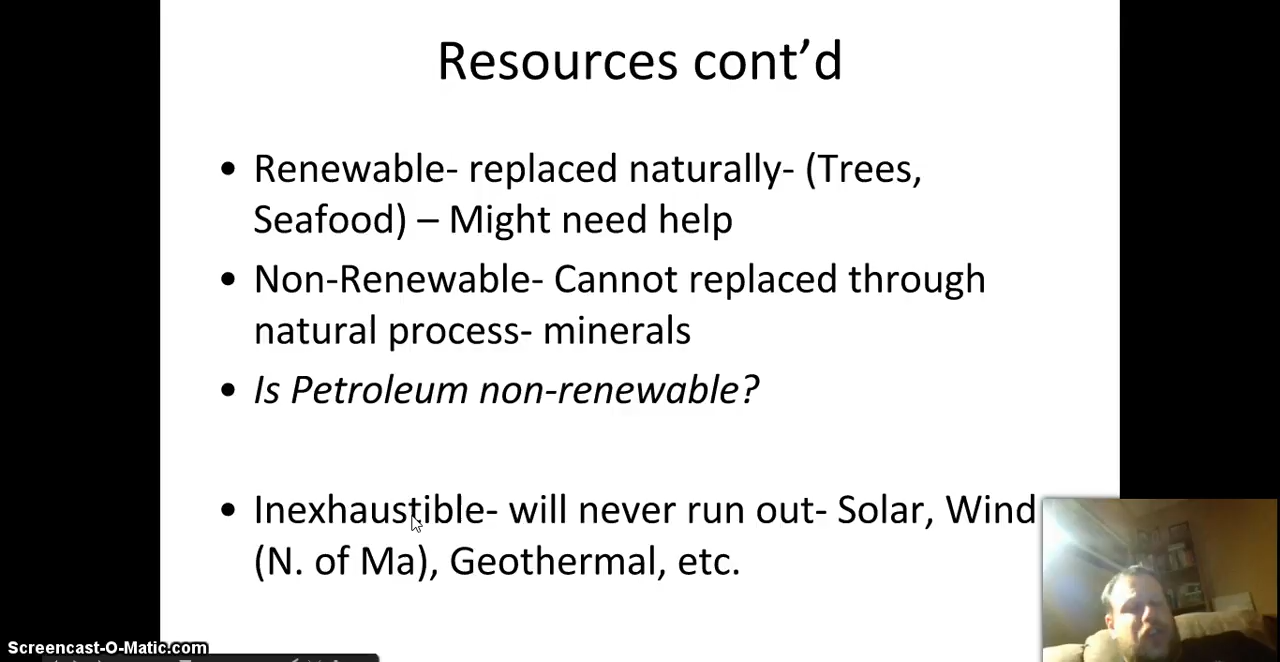 Resources cont’d
• Renewable- replaced naturally- (Trees,
Seafood) – Might need help
• Non-Renewable- Cannot replaced through
natural process- minerals
• Is Petroleum non-renewable?
• Inexhaustible- will never run out- Solar, Wind
(N. of Ma), Geothermal, etc.
Screencast-O-Matic.com